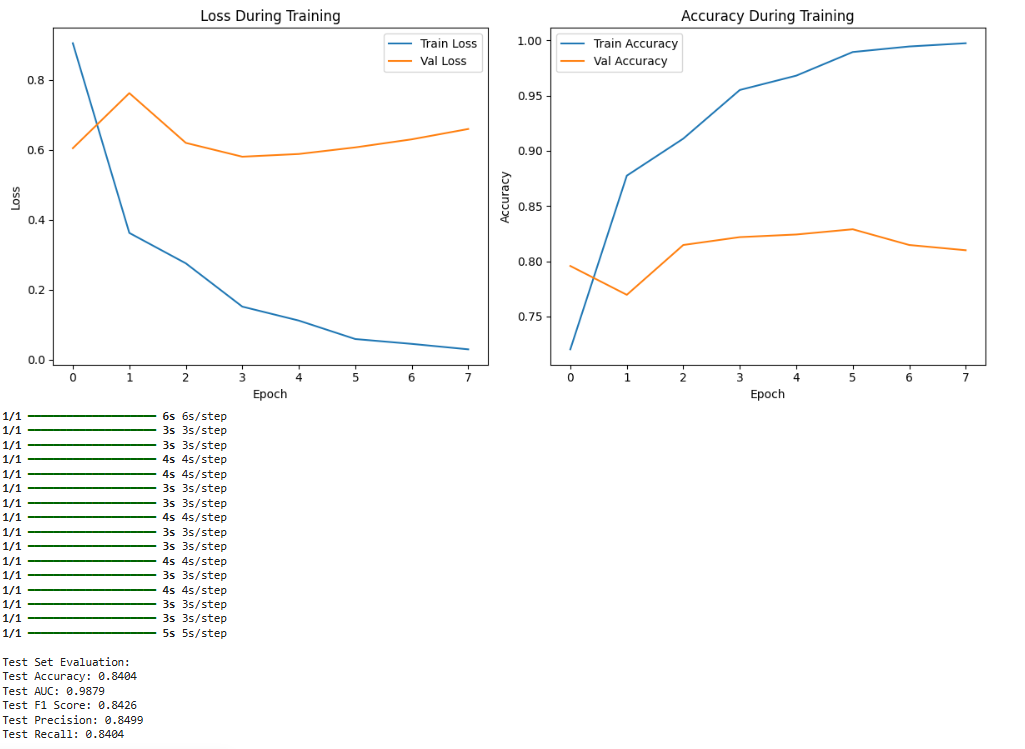 Loss During Training
Train Loss
Val Loss
0.8
0.6
0.4
0.2
0.0
Loss
0 1 2 3 4 5 6 7
Epoch
Accuracy During Training
Train Accuracy
Val Accuracy
1.00
0.95
0.90
0.85
0.80
0.75
Accuracy
0 1 2 3 4 5 6 7
Epoch
1/1 6s 6s/step
1/1 3s 3s/step
1/1 3s 3s/step
1/1 4s 4s/step
1/1 4s 4s/step
1/1 3s 3s/step
1/1 3s 3s/step
1/1 4s 4s/step
1/1 3s 3s/step
1/1 3s 3s/step
1/1 4s 4s/step
1/1 3s 3s/step
1/1 4s 4s/step
1/1 3s 3s/step
1/1 3s 3s/step
1/1 5s 5s/step
Test Set Evaluation:
Test Accuracy: 0.8404
Test AUC: 0.9879
Test F1 Score: 0.8426
Test Precision: 0.8499
Test Recall: 0.8404